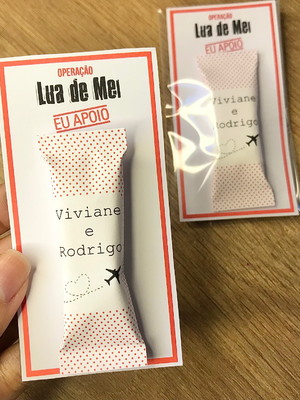 OPERAÇÃO
Lua de Mel
EU APOIO
Viviane
e
Rodrigo
OPERAÇÃO
Lua de Mel
EU APOIO
Viviane
e
Rodrigo